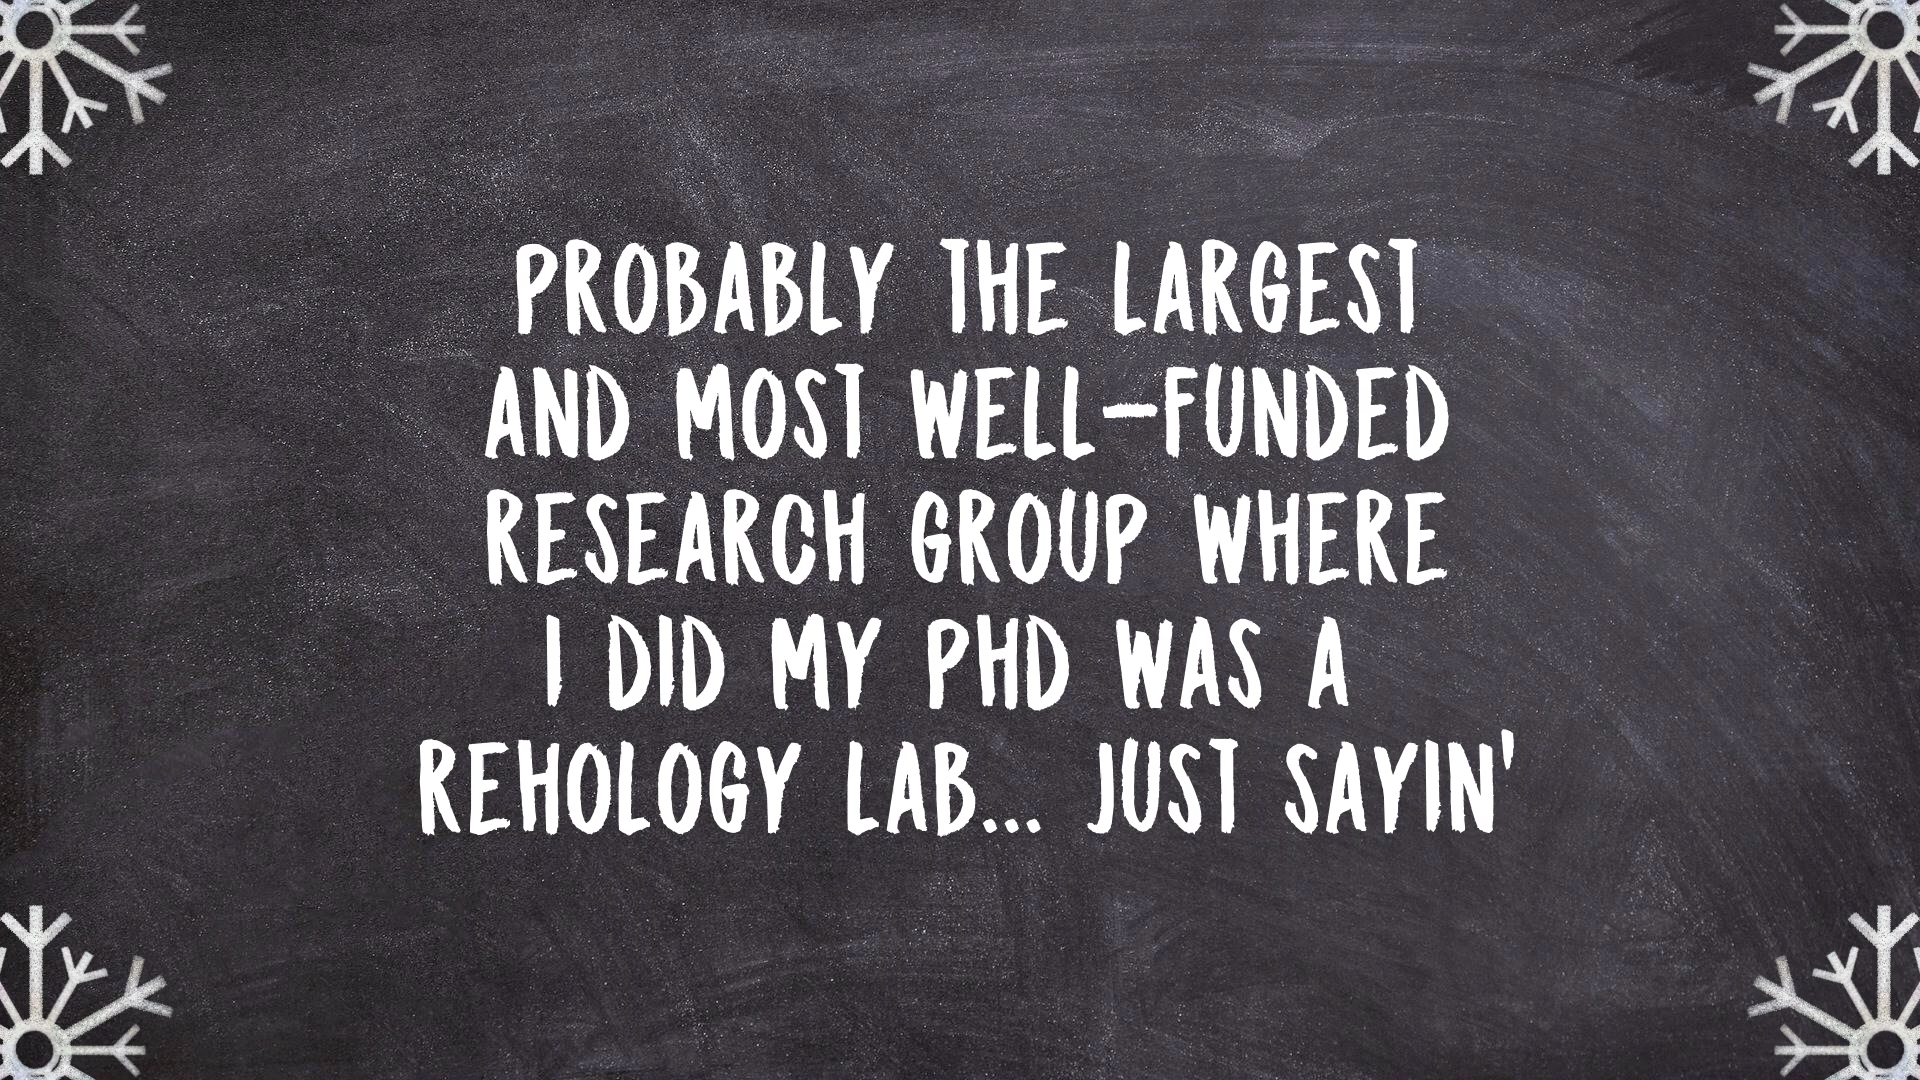 PROBABLY THE LARGEST
AND MOST WELL-FUNDED
RESEARCH GROUP WHERE
I DID MY PHD WAS A
REHOLOGY LAB... JUST SAYIN'